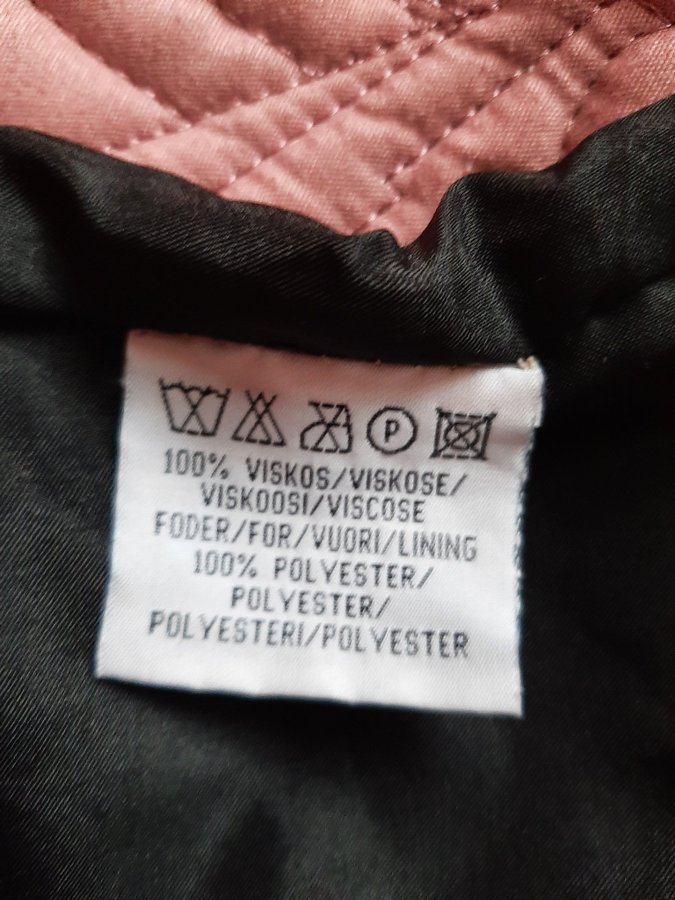 P
100% VISKOS/VISKOSE/
VISKOOSI/VISCOSE
FODER/FOR/VUORI/LINING
100% POLYESTER/
POLYESTER/
POLYESTERI/POLYESTER